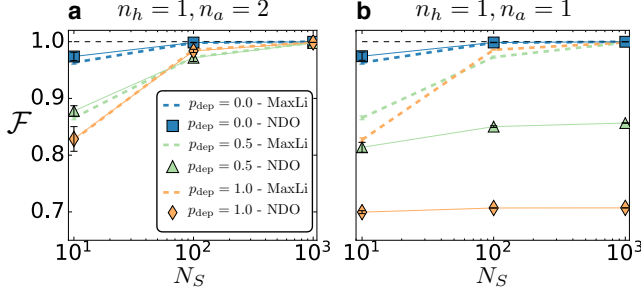 a n_h = 1, n_a = 2
b n_h = 1, n_a = 1
1.0
0.9
0.8
0.7
F
p_dep = 0.0 - MaxLi
p_dep = 0.0 - NDO
p_dep = 0.5 - MaxLi
p_dep = 0.5 - NDO
p_dep = 1.0 - MaxLi
p_dep = 1.0 - NDO
10^1 10^2 10^3
10^1 10^2 10^3
N_S
N_S